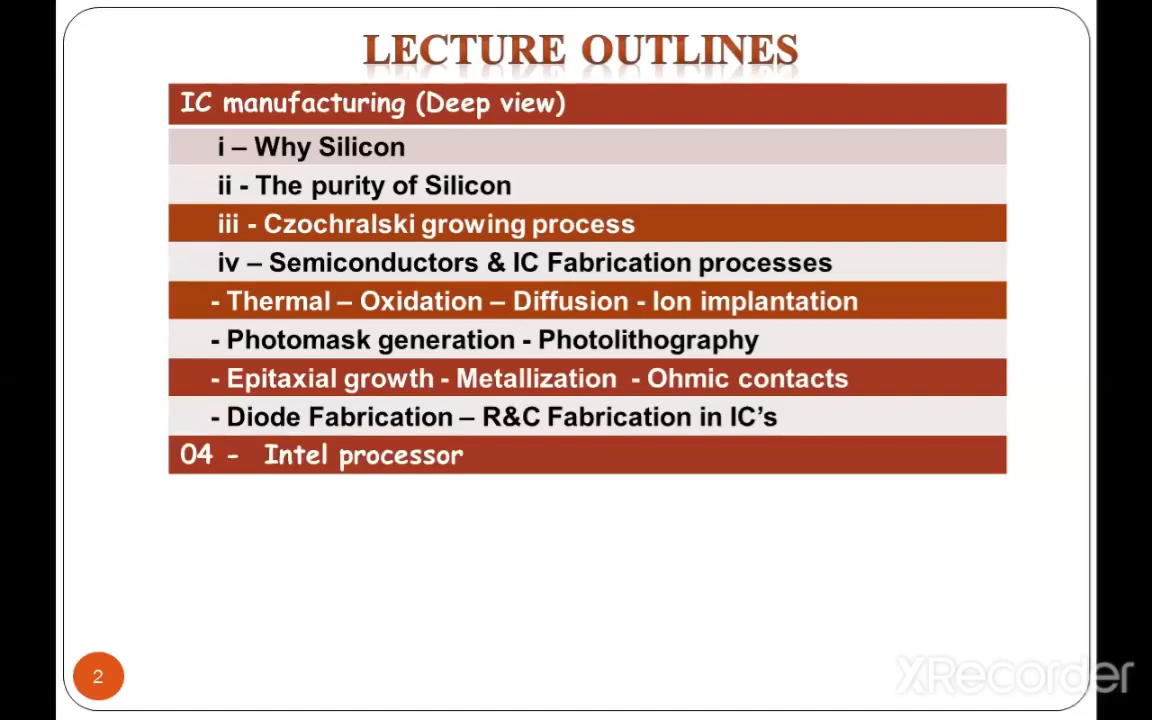 LECTURE OUTLINES
IC manufacturing (Deep view)
i – Why Silicon
ii - The purity of Silicon
iii - Czochralski growing process
iv – Semiconductors & IC Fabrication processes
- Thermal – Oxidation – Diffusion - Ion implantation
- Photomask generation - Photolithography
- Epitaxial growth - Metallization - Ohmic contacts
- Diode Fabrication – R&C Fabrication in IC’s
04 - Intel processor
2
XRecorder